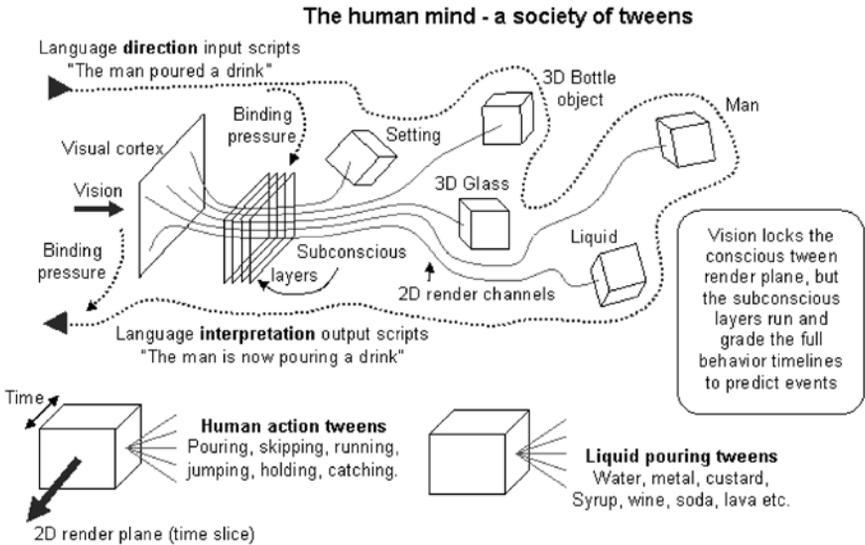 The human mind - a society of tweens
Language direction input scripts
"The man poured a drink"
3D Bottle
object
Man
Binding
pressure
Setting
Visual cortex
Vision
3D Glass
Liquid
Binding
pressure
Subconscious
layers
2D render channels
Vision locks the
conscious tween
render plane, but
the subconscious
layers run and
grade the full
behavior timelines
to predict events
Language interpretation output scripts
"The man is now pouring a drink"
Time
Human action tweens
Pouring, skipping, running,
jumping, holding, catching.
2D render plane (time slice)
Liquid pouring tweens
Water, metal, custard,
Syrup, wine, soda, lava etc.